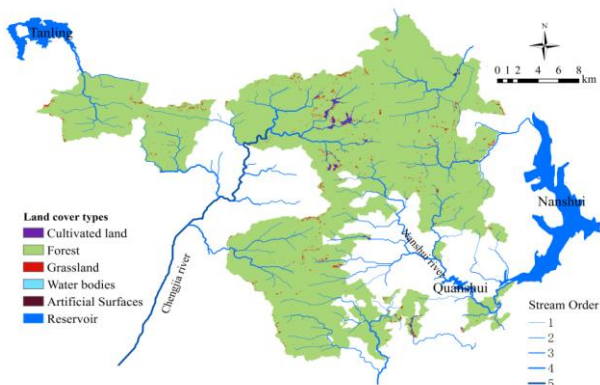 Tanling
N
0 1 2 4 6 8
km
Nanshui
Land cover types
Cultivated land
Forest
Grassland
Water bodies
Artificial Surfaces
Reservoir
Chengjia river
Nanshui river
Quanshui
Stream Order
1
2
3
4
5